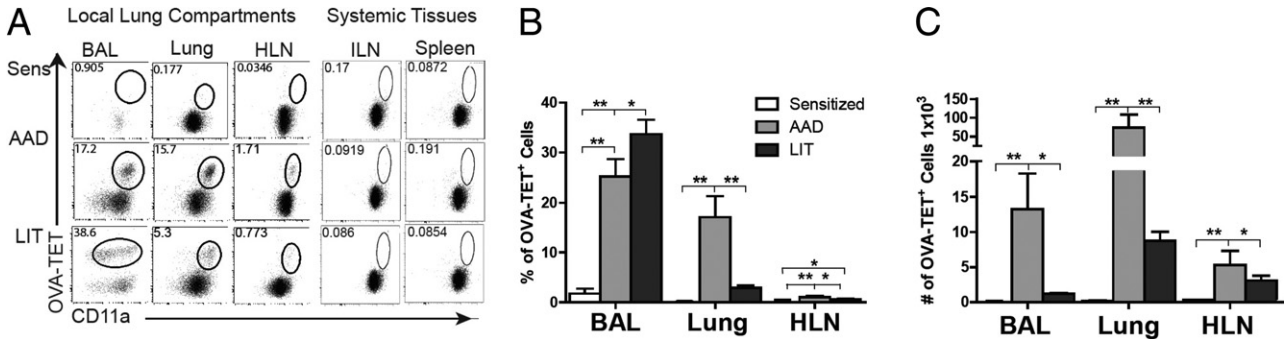 A
Local Lung Compartments
Systemic Tissues
BAL
Lung
HLN
ILN
Spleen
Sens
0.905
0.177
0.0346
0.17
0.0872
AAD
17.2
15.7
1.71
0.0919
0.191
LIT
38.6
5.3
0.773
0.086
0.0854
OVA-TET
CD11a
B
% of OVA-TET+ Cells
40
30
20
10
0
Sensitized
AAD
LIT
** *
**
** **
*
** *
BAL
Lung
HLN
C
# of OVA-TET+ Cells 1x10³
150
100
50
20
15
10
5
0
** **
** *
** *
BAL
Lung
HLN